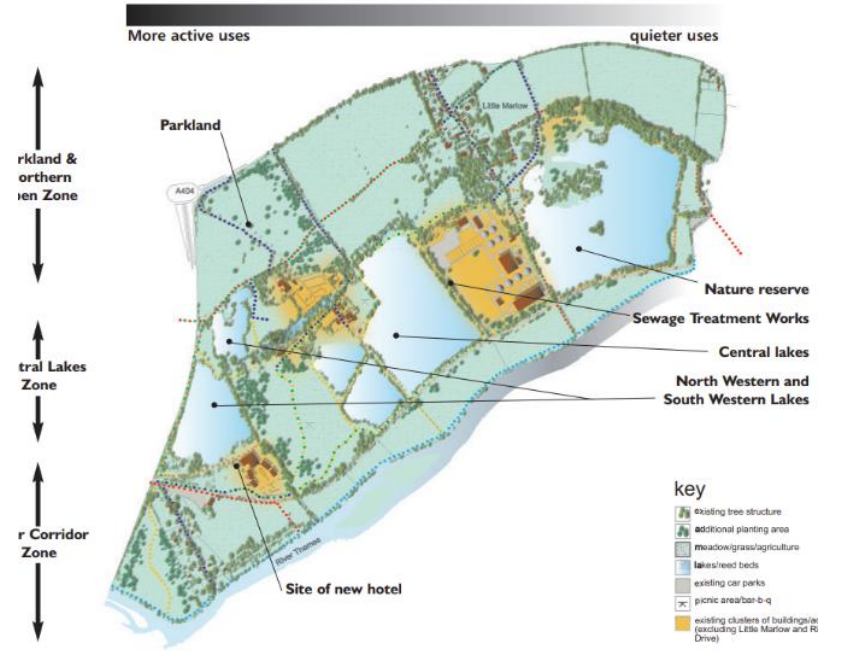 More active uses
quieter uses
Little Marlow
Parkland
rkland &
orthern
en Zone
A404
Nature reserve
Sewage Treatment Works
Central lakes
tral Lakes
Zone
North Western and
South Western Lakes
r Corridor
Zone
River Thames
Site of new hotel
key
existing tree structure
additional planting area
meadow/grass/agriculture
lakes/reed beds
existing car parks
picnic area/bar-b-q
existing clusters of buildings/ac
(excluding Little Marlow and Ri
Drive)